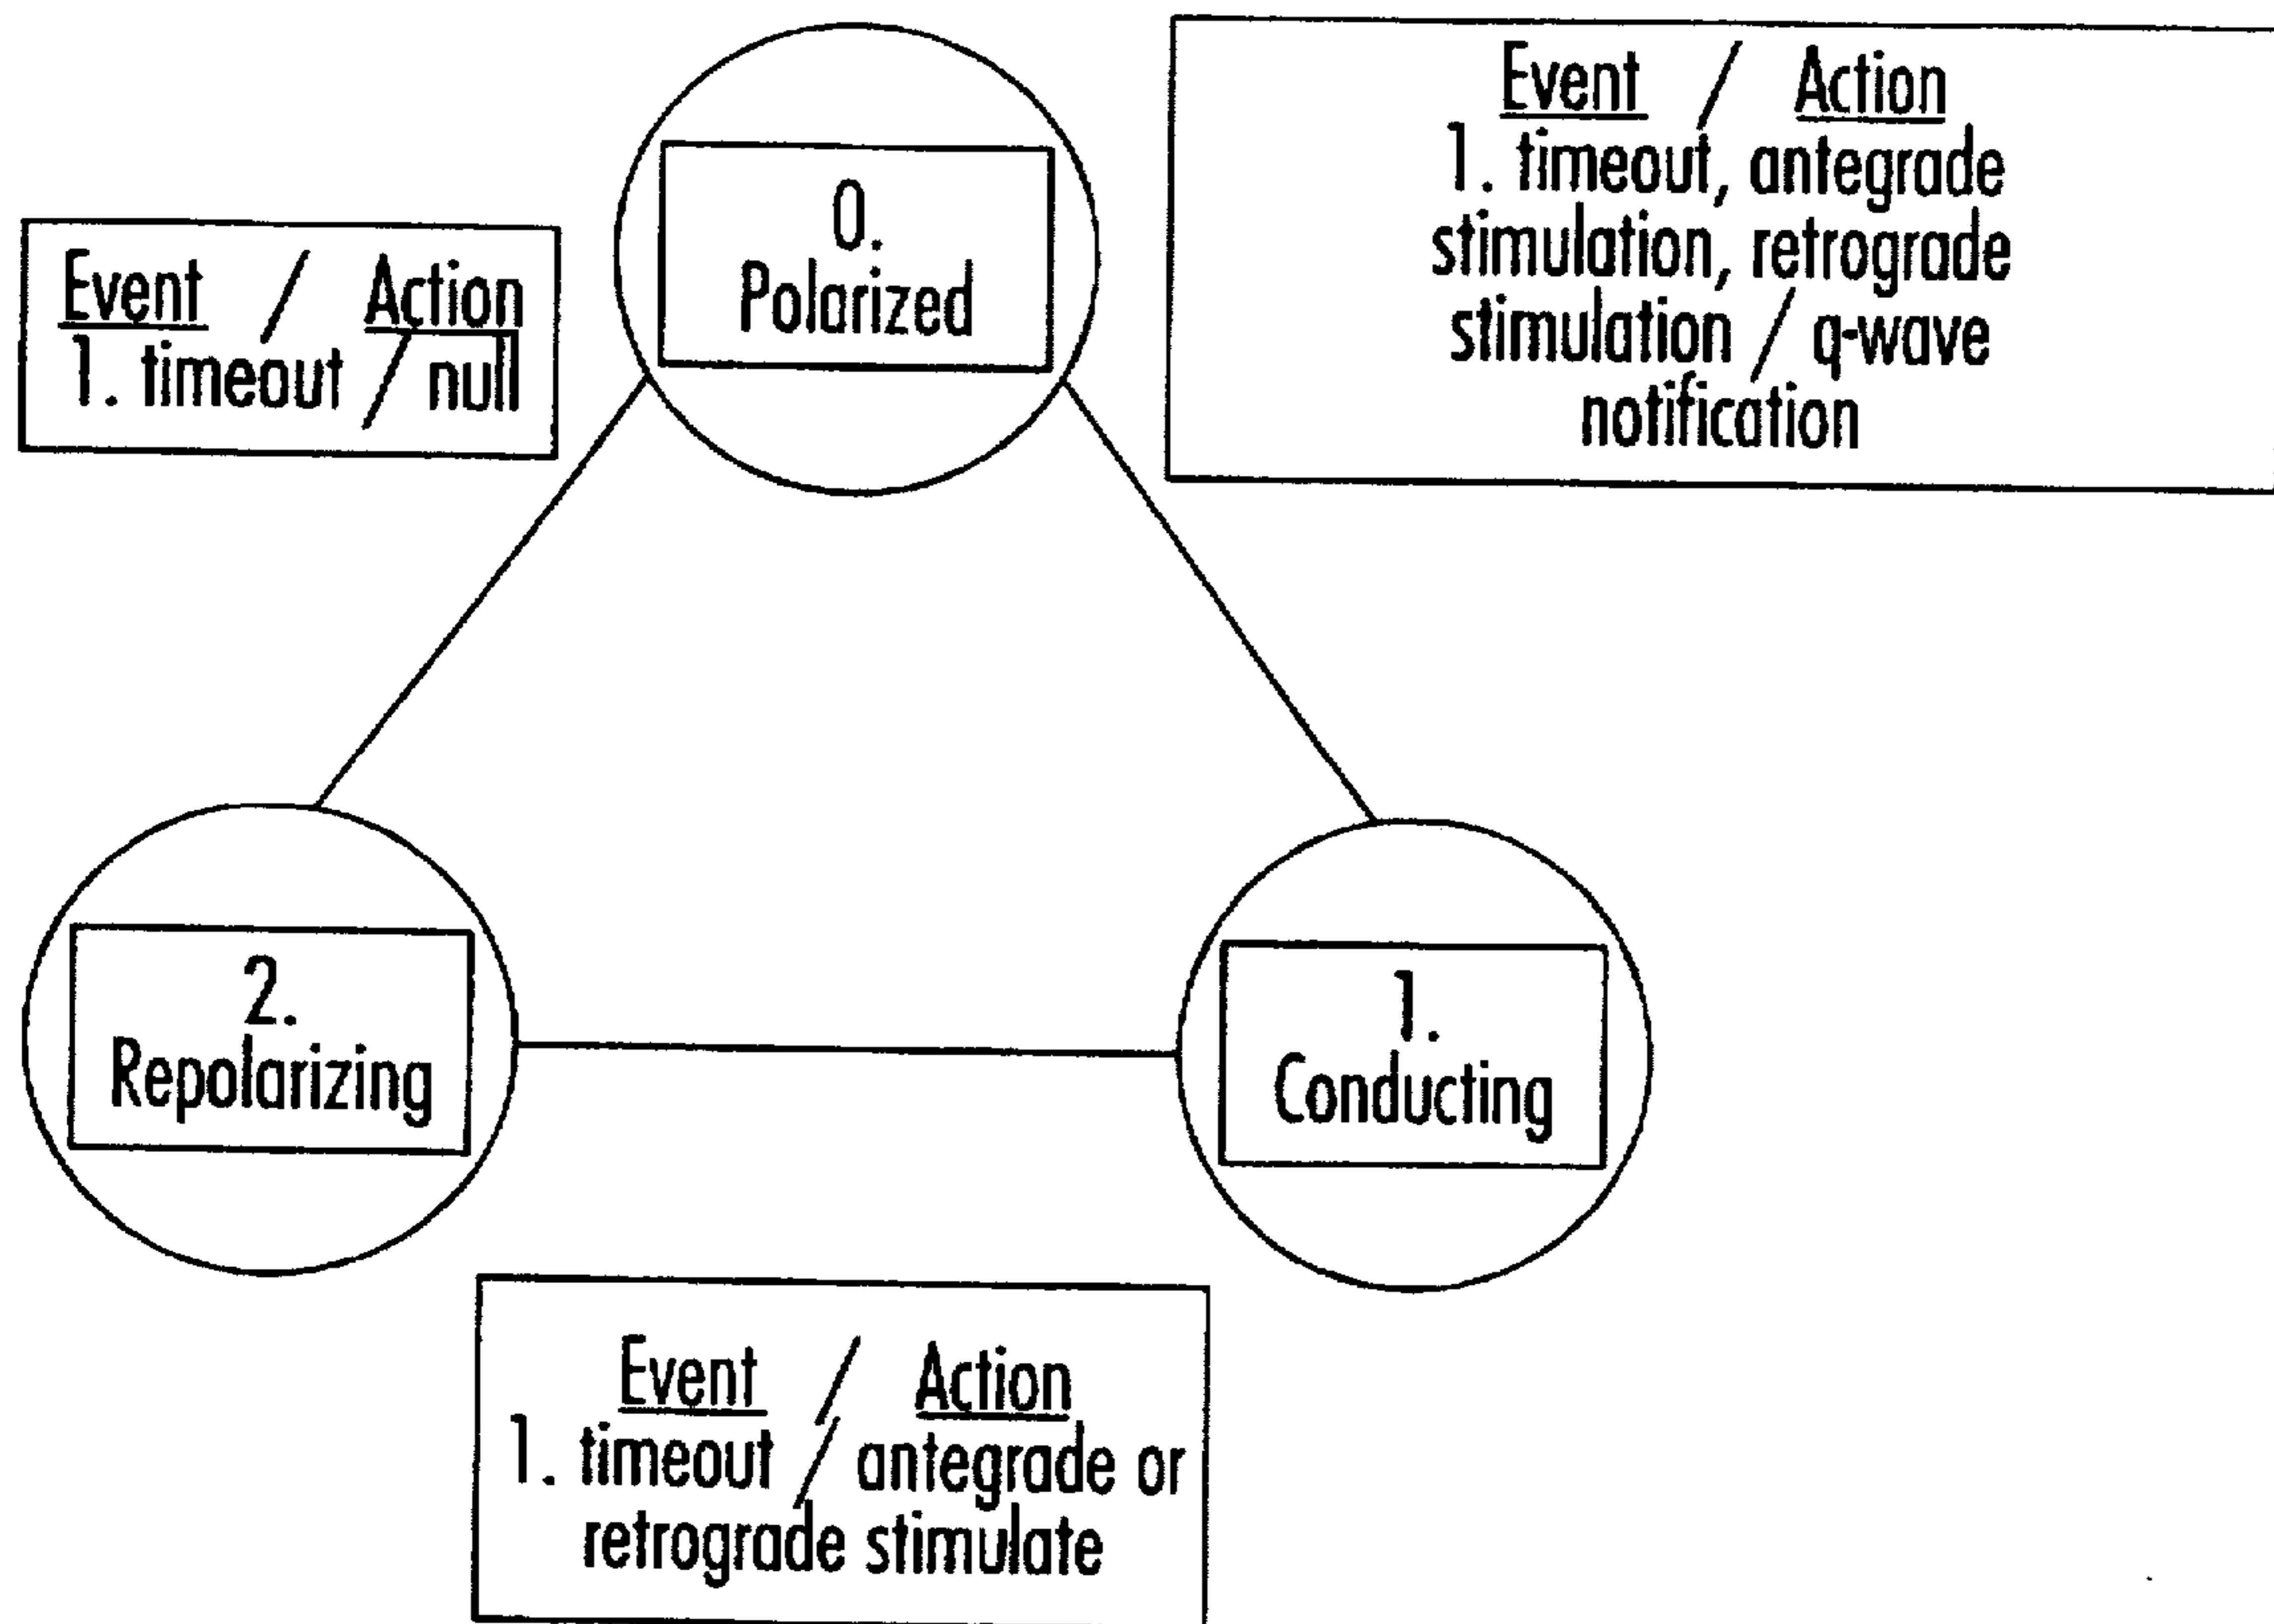 Event / Action
1. timeout / null
0.
Polarized
Event / Action
1. timeout, antegrade
stimulation, retrograde
stimulation / q-wave
notification
2.
Repolarizing
1.
Conducting
Event / Action
1. timeout / antegrade or
retrograde stimulate